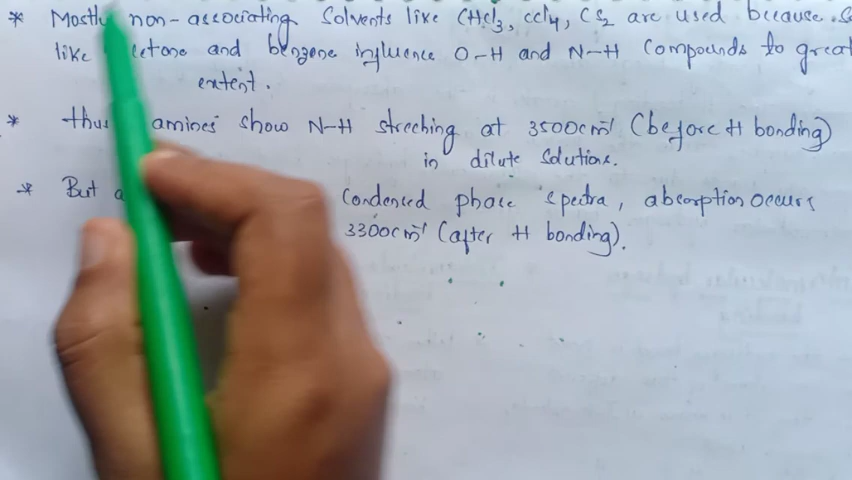 * Mostly non-associating Solvents like CHCl3, CCl4, CS2 are used because
like and benzene influence O-H and N-H Compounds to great
extent.
* thus amines show N-H streching at 3500cm-1 (before H bonding)
in dilute Solutions.
* But Condensed phase spectra, absorption occurs
3300cm-1 (after H bonding).